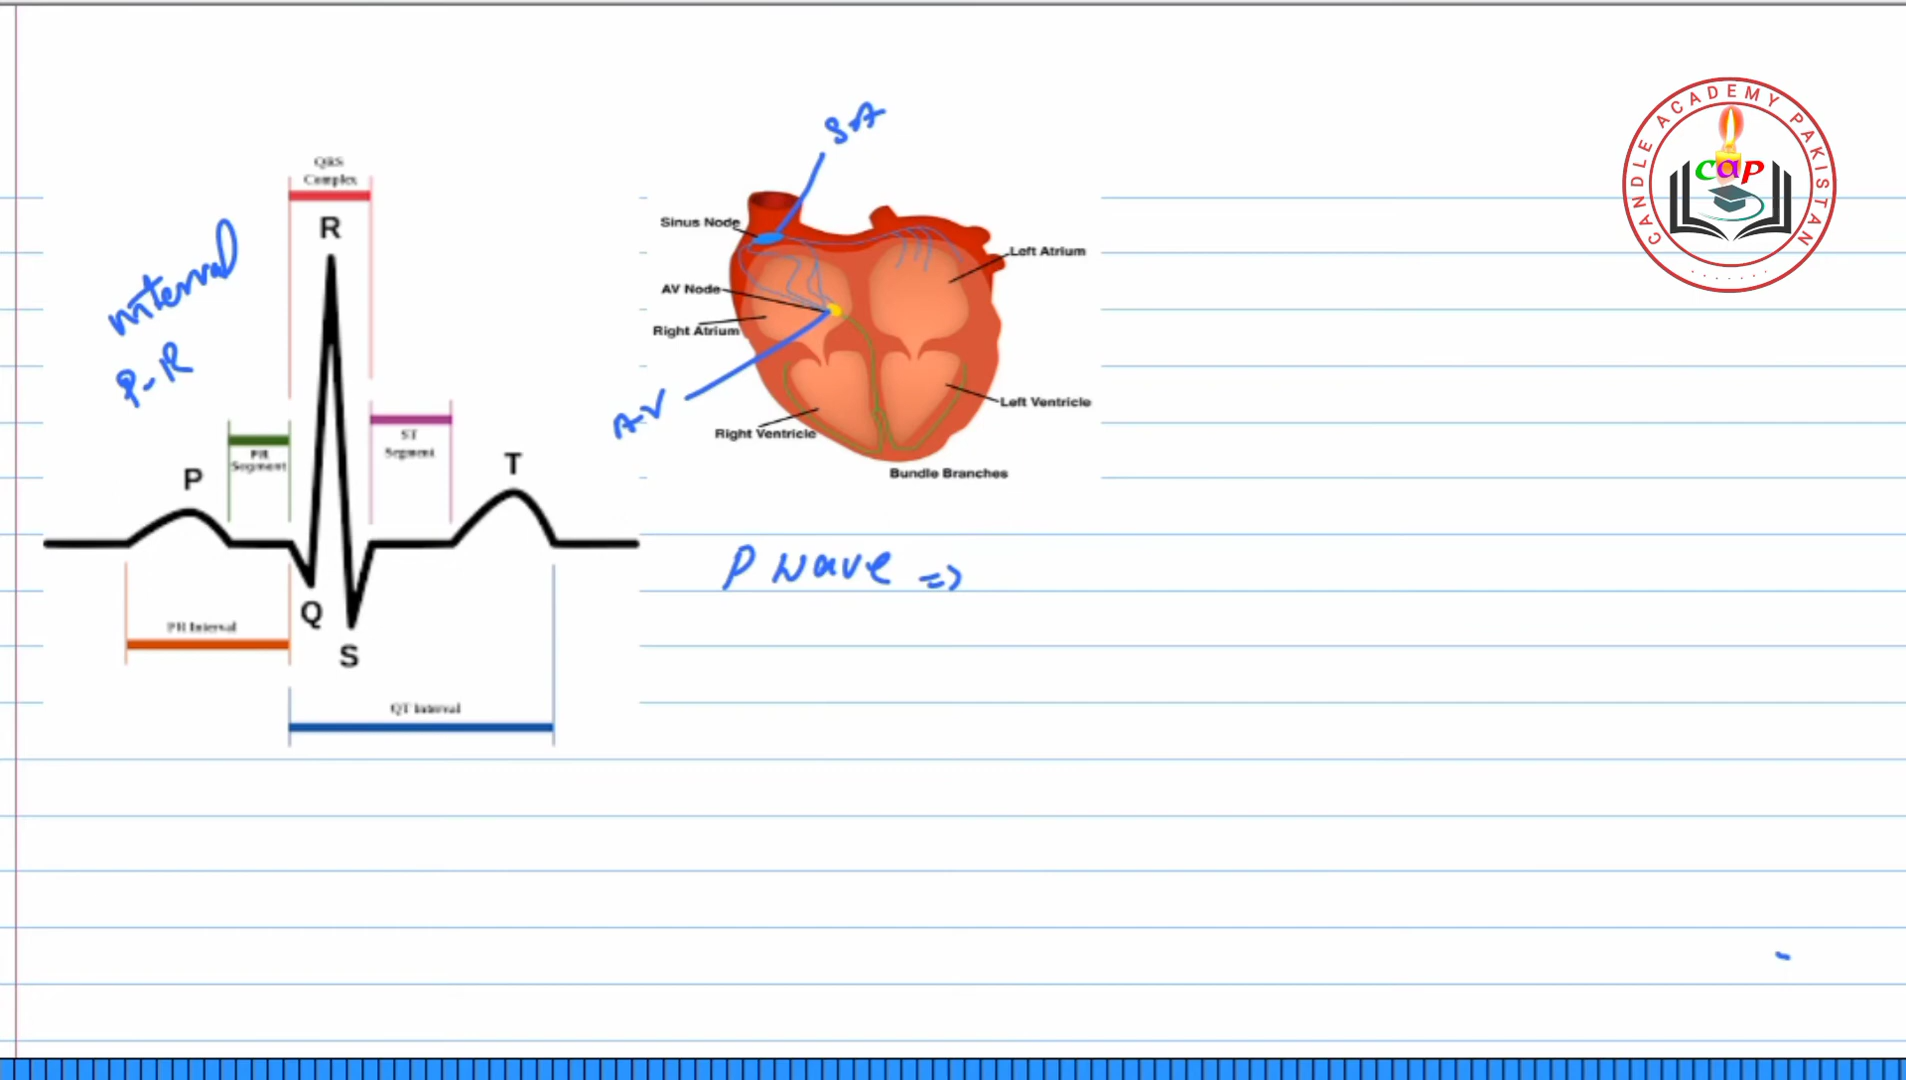 QRS
Complex
R
interval
P-R
PR
Segment
ST
Segment
P
T
Q
S
PR Interval
QT Interval
SA
Sinus Node
Left Atrium
AV Node
Right Atrium
AV
Left Ventricle
Right Ventricle
Bundle Branches
P wave =>
CANDLE ACADEMY PAKISTAN
cap